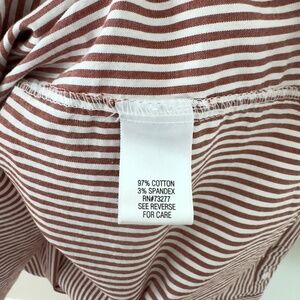 97% COTTON
3% SPANDEX
RN#73277
SEE REVERSE
FOR CARE